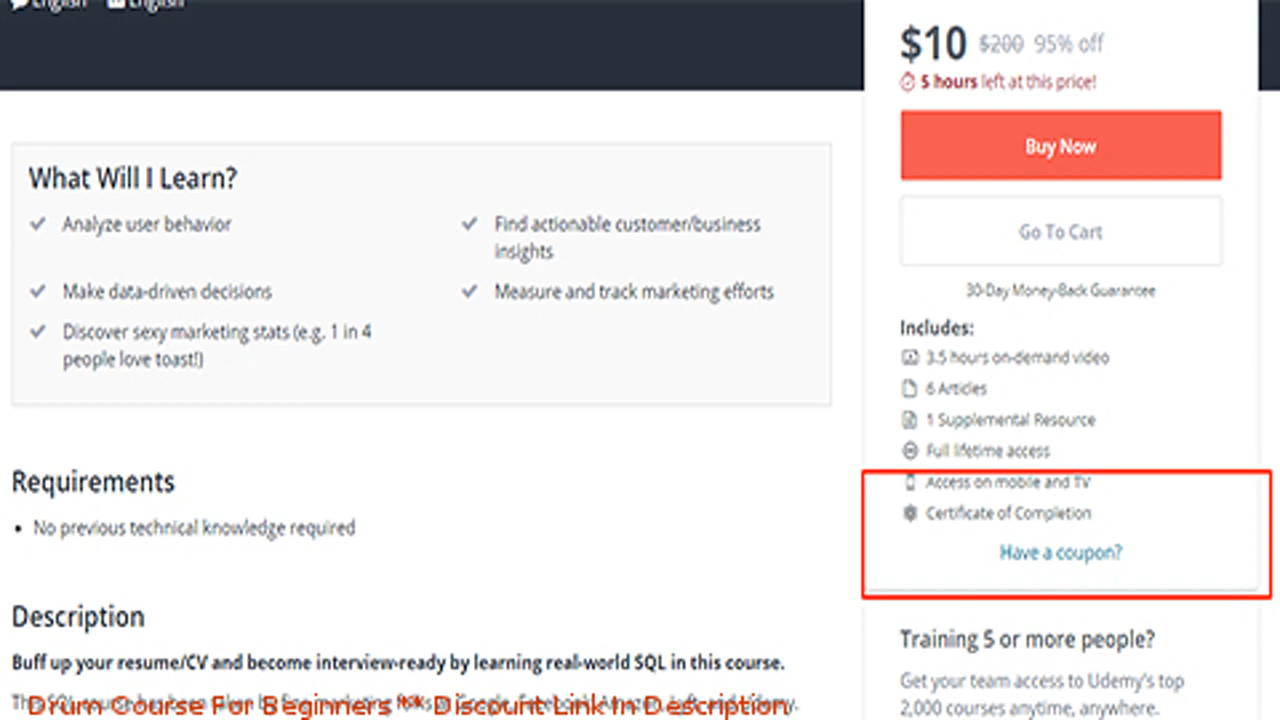 English English
$10 $200 95% off
5 hours left at this price!
Buy Now
Go To Cart
30-Day Money-Back Guarantee
Includes:
3.5 hours on-demand video
6 Articles
1 Supplemental Resource
Full lifetime access
Access on mobile and TV
Certificate of Completion
Have a coupon?
Training 5 or more people?
Get your team access to Udemy's top
2,000 courses anytime, anywhere.
What Will I Learn?
Analyze user behavior
Find actionable customer/business
insights
Make data-driven decisions
Measure and track marketing efforts
Discover sexy marketing stats (e.g. 1 in 4
people love toast!)
Requirements
No previous technical knowledge required
Description
Buff up your resume/CV and become interview-ready by learning real-world SQL in this course.
Drum Course For Beginners Discount Link In Description